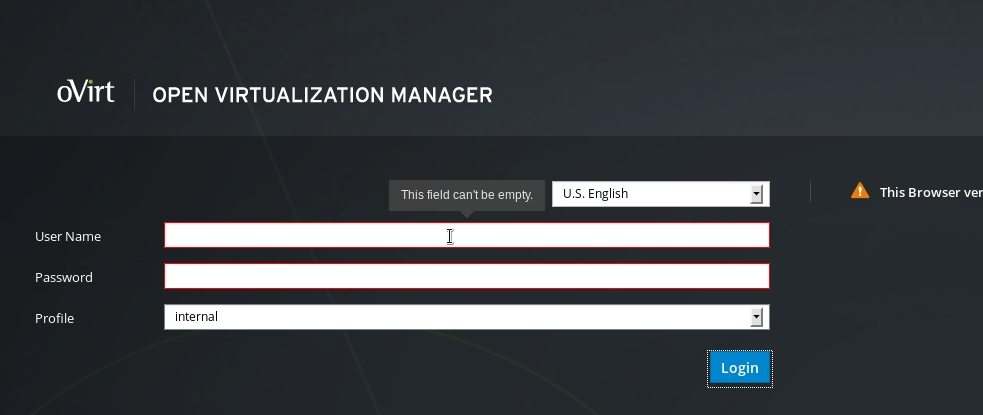 oVirt OPEN VIRTUALIZATION MANAGER
This field can't be empty. U.S. English
This Browser ver
User Name
Password
Profile internal
Login